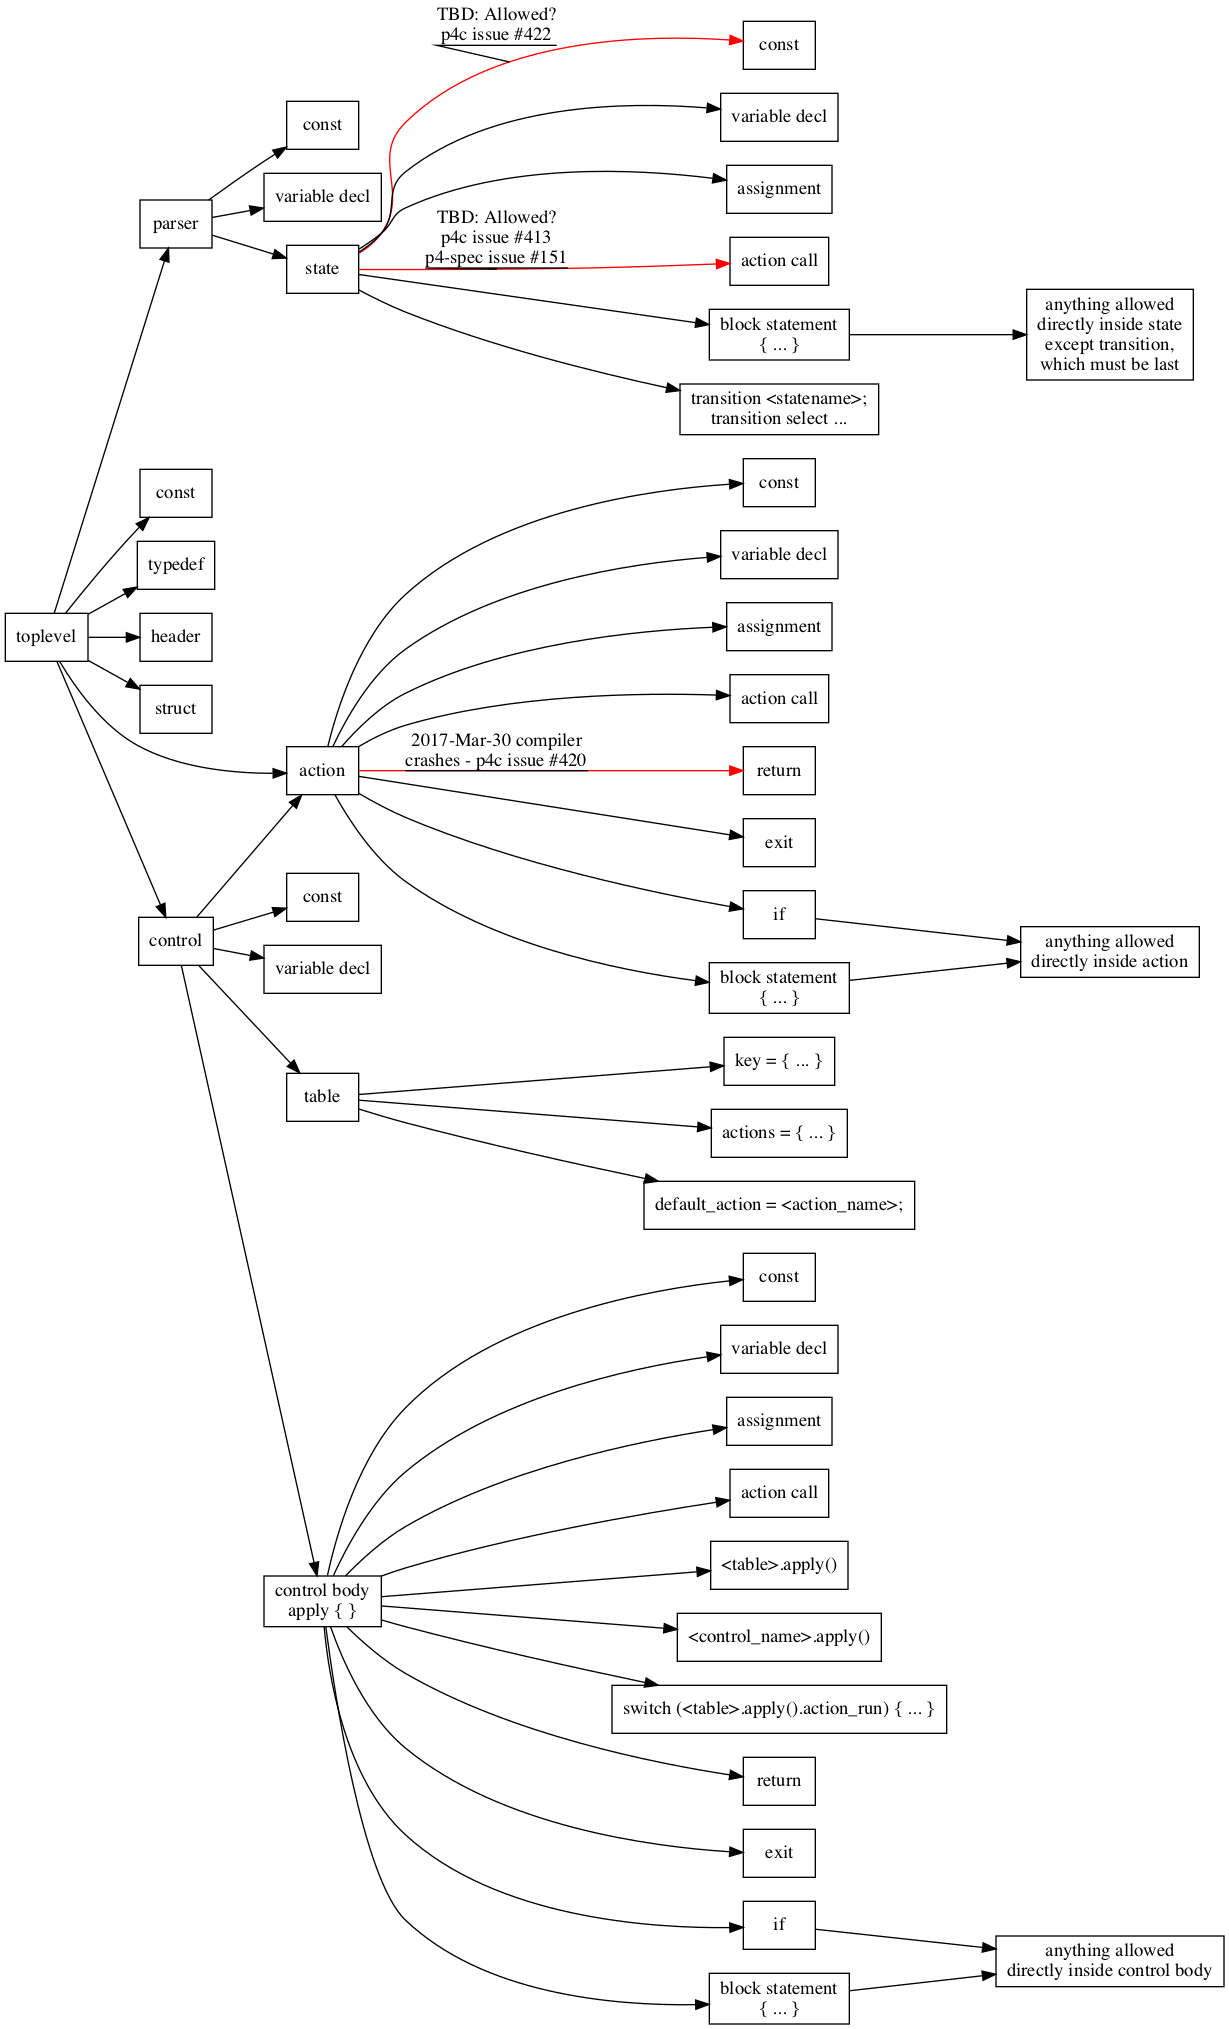 TBD: Allowed?
p4c issue #422
const
variable decl
assignment
const
variable decl
parser
state
TBD: Allowed?
p4c issue #413
p4-spec issue #151
action call
block statement
{ ... }
anything allowed
directly inside state
except transition,
which must be last
transition <statename>;
transition select ...
toplevel
const
typedef
header
struct
const
variable decl
assignment
action call
action
2017-Mar-30 compiler
crashes - p4c issue #420
return
exit
if
block statement
{ ... }
anything allowed
directly inside action
control
const
variable decl
table
key = { ... }
actions = { ... }
default_action = <action_name>;
const
variable decl
assignment
action call
control body
apply { }
<table>.apply()
<control_name>.apply()
switch (<table>.apply().action_run) { ... }
return
exit
if
block statement
{ ... }
anything allowed
directly inside control body